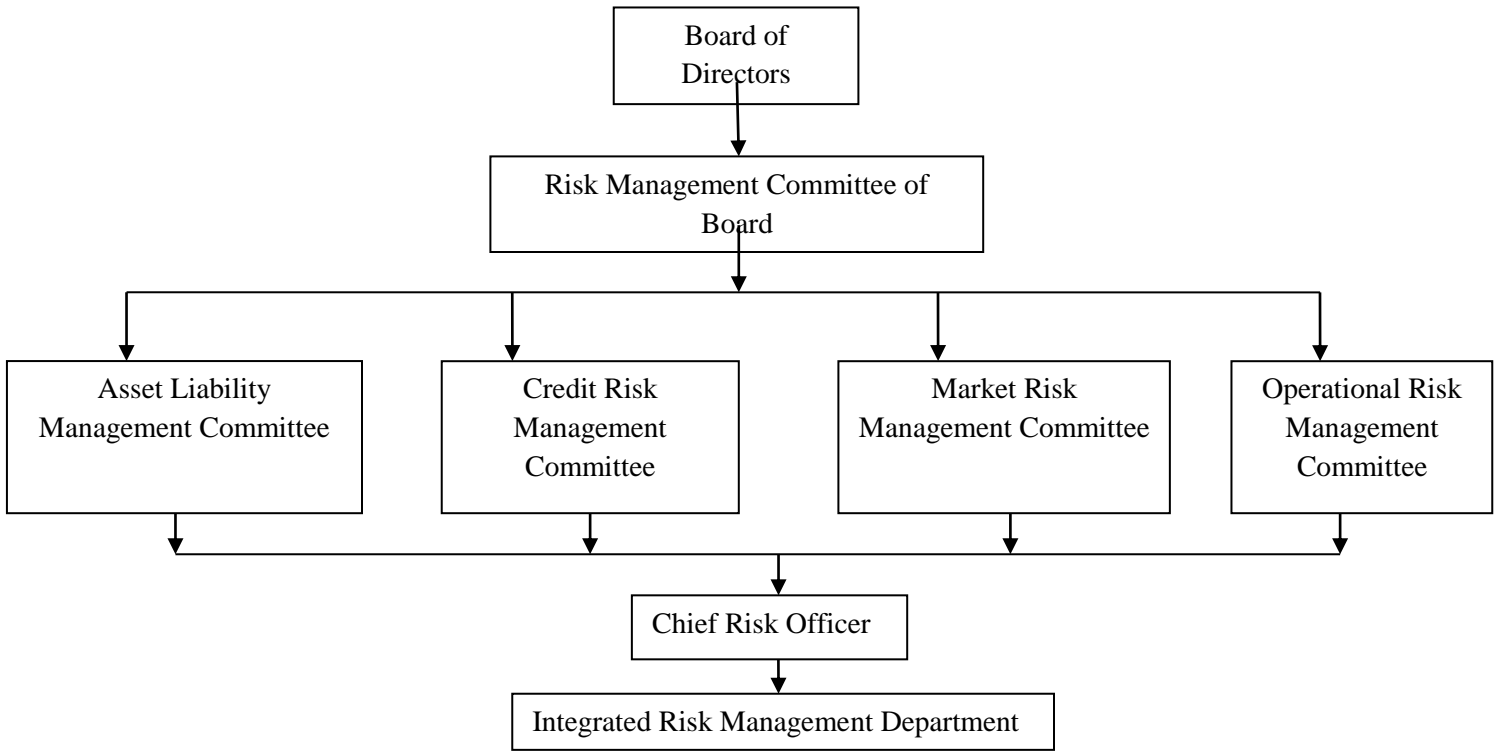 Board of
Directors
Risk Management Committee of
Board
Asset Liability
Management Committee
Credit Risk
Management
Committee
Market Risk
Management Committee
Operational Risk
Management
Committee
Chief Risk Officer
Integrated Risk Management Department